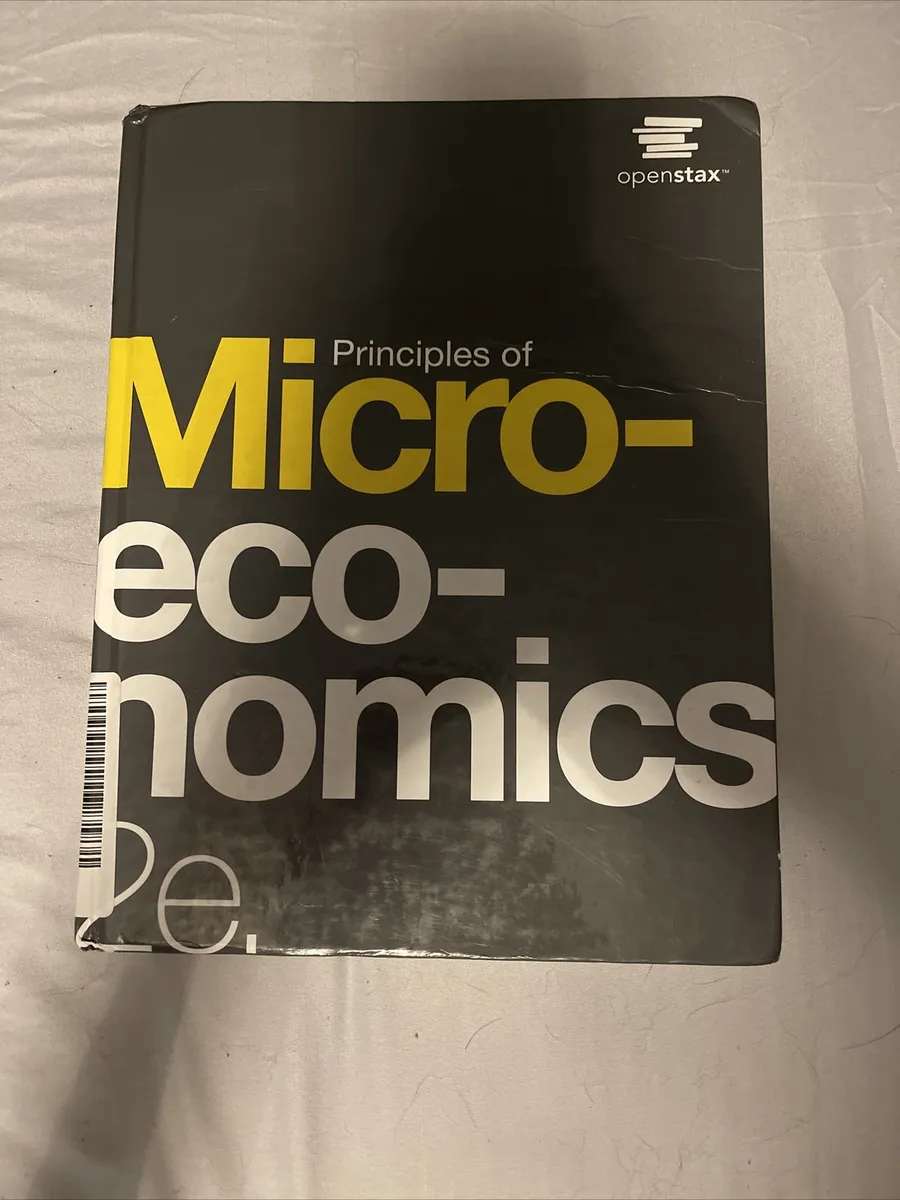 openstax™
Principles of
Micro-
eco-
nomics
2e.